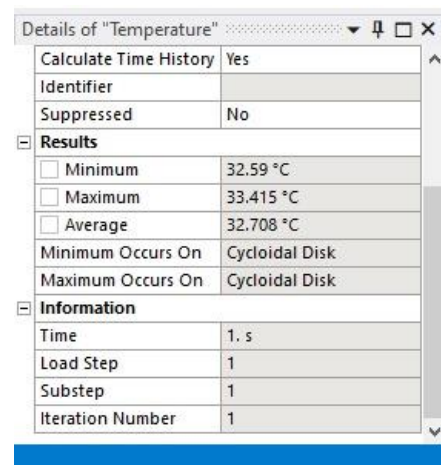 Details of "Temperature"
Calculate Time History Yes
Identifier
Suppressed No
Results
Minimum 32.59 °C
Maximum 33.415 °C
Average 32.708 °C
Minimum Occurs On Cycloidal Disk
Maximum Occurs On Cycloidal Disk
Information
Time 1. s
Load Step 1
Substep 1
Iteration Number 1